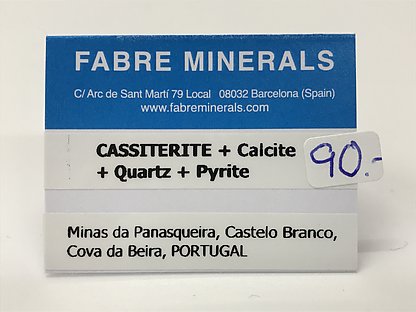 FABRE MINERALS
C/ Arc de Sant Martí 79 Local 08032 Barcelona (Spain)
www.fabreminerals.com
CASSITERITE + Calcite
+ Quartz + Pyrite
90.-
Minas da Panasqueira, Castelo Branco,
Cova da Beira, PORTUGAL